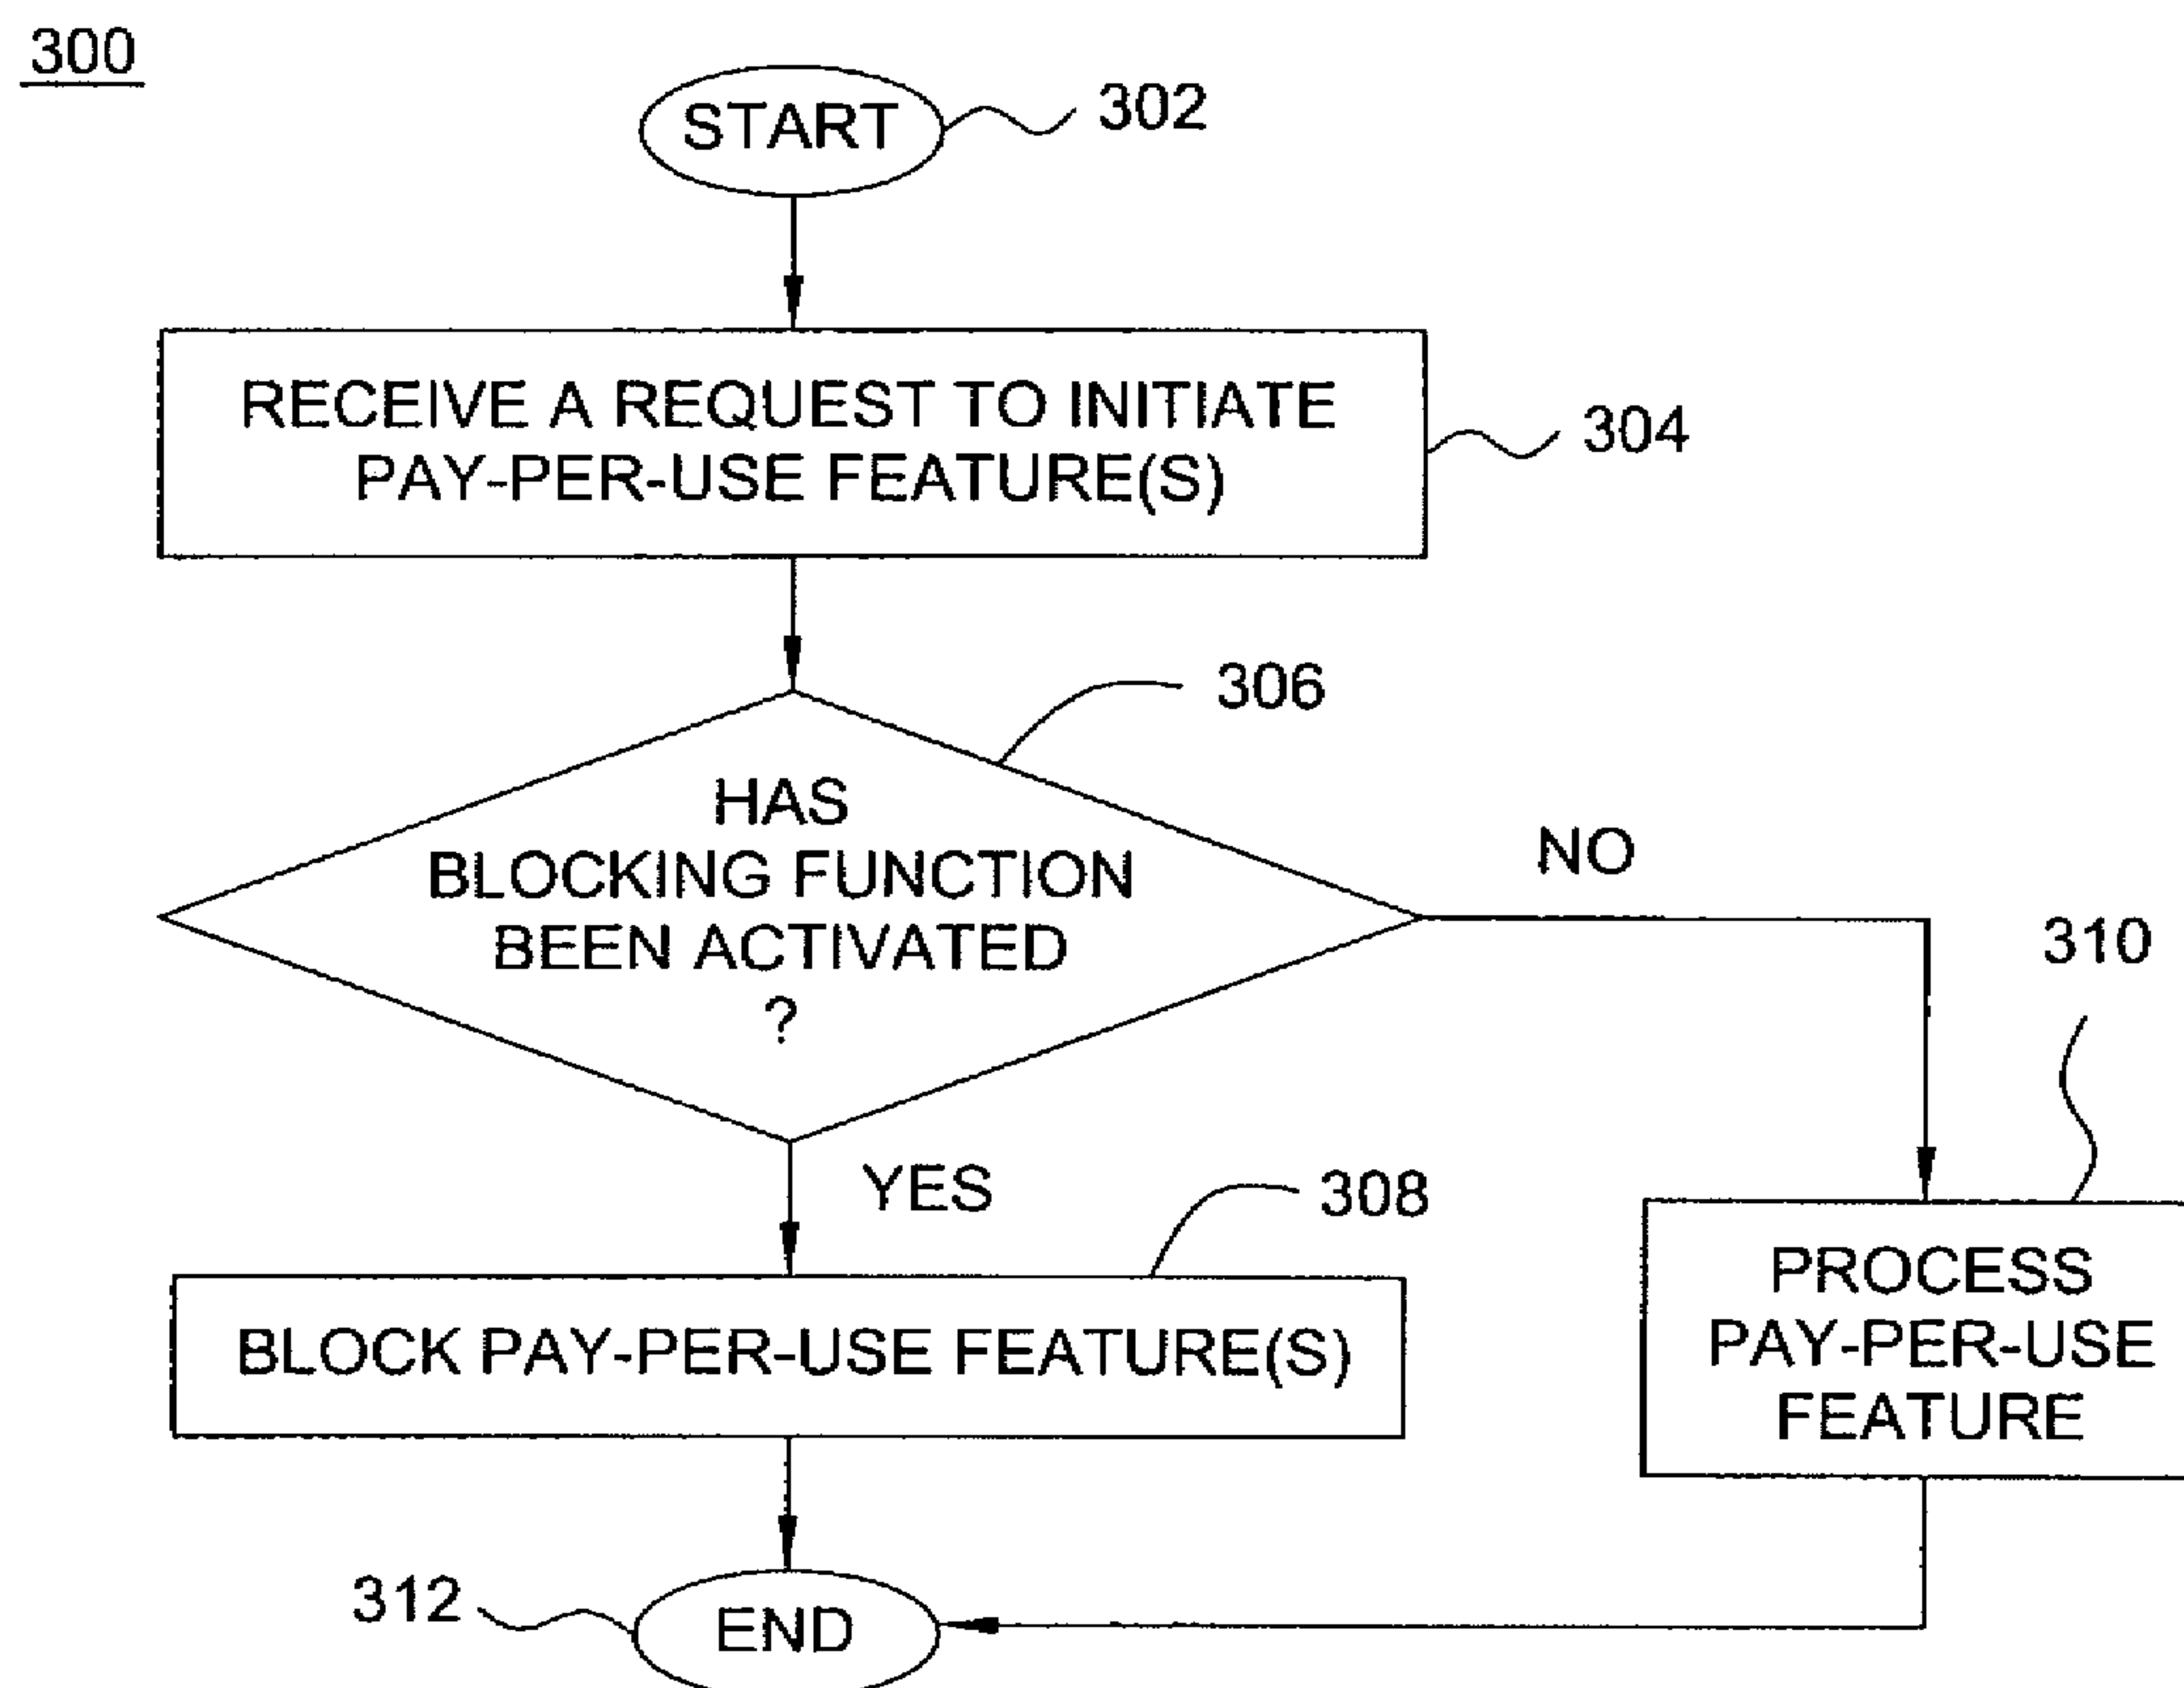 300
START
302
RECEIVE A REQUEST TO INITIATE
PAY-PER-USE FEATURE(S)
304
306
HAS
BLOCKING FUNCTION
BEEN ACTIVATED
?
NO
310
YES
308
BLOCK PAY-PER-USE FEATURE(S)
PROCESS
PAY-PER-USE
FEATURE
312
END